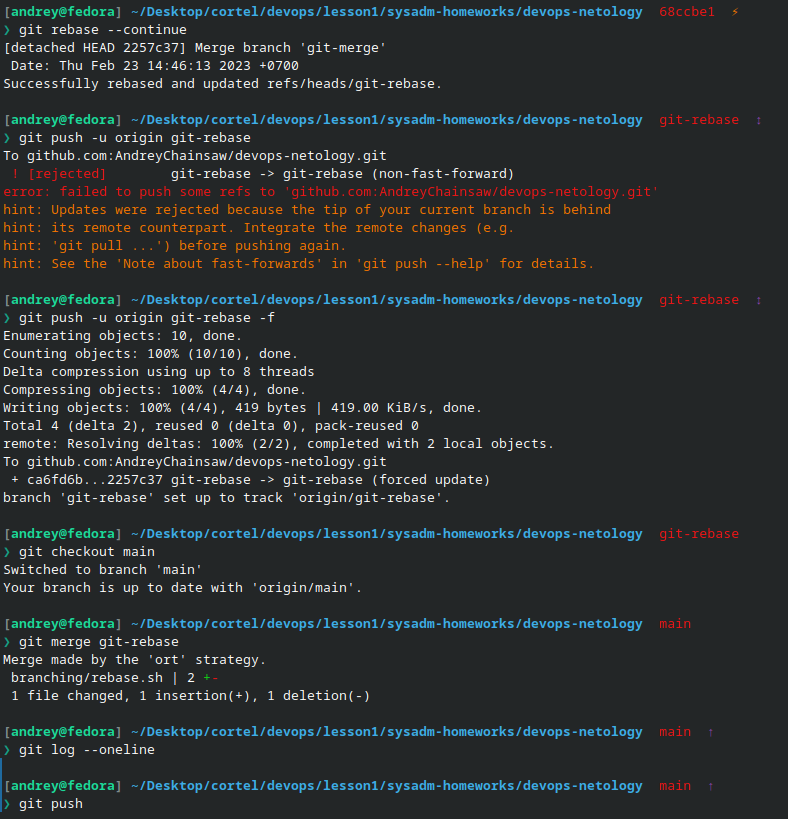 [andrey@fedora] ~/Desktop/cortel/devops/lesson1/sysadm-homeworks/devops-netology 68ccbe1 ⚡
❯ git rebase --continue
[detached HEAD 2257c37] Merge branch 'git-merge'
 Date: Thu Feb 23 14:46:13 2023 +0700
Successfully rebased and updated refs/heads/git-rebase.
[andrey@fedora] ~/Desktop/cortel/devops/lesson1/sysadm-homeworks/devops-netology git-rebase ↕
❯ git push -u origin git-rebase
To github.com:AndreyChainsaw/devops-netology.git
 ! [rejected]        git-rebase -> git-rebase (non-fast-forward)
error: failed to push some refs to 'github.com:AndreyChainsaw/devops-netology.git'
hint: Updates were rejected because the tip of your current branch is behind
hint: its remote counterpart. Integrate the remote changes (e.g.
hint: 'git pull ...') before pushing again.
hint: See the 'Note about fast-forwards' in 'git push --help' for details.
[andrey@fedora] ~/Desktop/cortel/devops/lesson1/sysadm-homeworks/devops-netology git-rebase ↕
❯ git push -u origin git-rebase -f
Enumerating objects: 10, done.
Counting objects: 100% (10/10), done.
Delta compression using up to 8 threads
Compressing objects: 100% (4/4), done.
Writing objects: 100% (4/4), 419 bytes | 419.00 KiB/s, done.
Total 4 (delta 2), reused 0 (delta 0), pack-reused 0
remote: Resolving deltas: 100% (2/2), completed with 2 local objects.
To github.com:AndreyChainsaw/devops-netology.git
 + ca6fd6b...2257c37 git-rebase -> git-rebase (forced update)
branch 'git-rebase' set up to track 'origin/git-rebase'.
[andrey@fedora] ~/Desktop/cortel/devops/lesson1/sysadm-homeworks/devops-netology git-rebase
❯ git checkout main
Switched to branch 'main'
Your branch is up to date with 'origin/main'.
[andrey@fedora] ~/Desktop/cortel/devops/lesson1/sysadm-homeworks/devops-netology main
❯ git merge git-rebase
Merge made by the 'ort' strategy.
 branching/rebase.sh | 2 +-
 1 file changed, 1 insertion(+), 1 deletion(-)
[andrey@fedora] ~/Desktop/cortel/devops/lesson1/sysadm-homeworks/devops-netology main ↑
❯ git log --oneline
[andrey@fedora] ~/Desktop/cortel/devops/lesson1/sysadm-homeworks/devops-netology main ↑
❯ git push